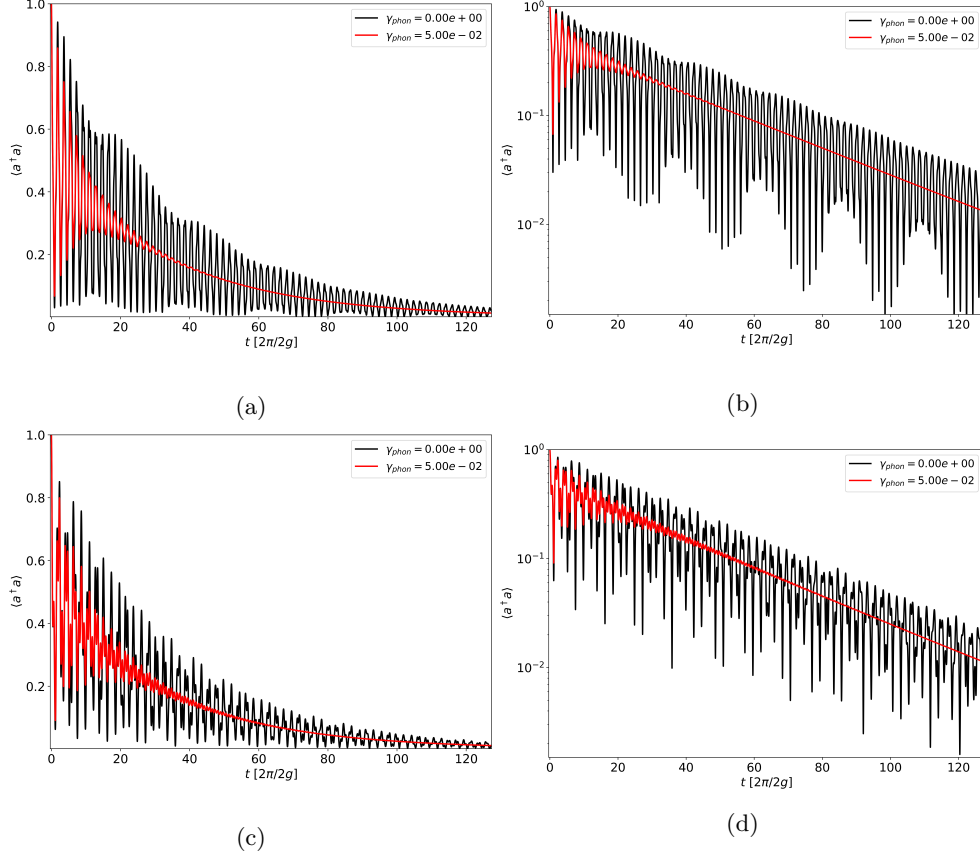 1.0
0.8
0.6
0.4
0.2
0 20 40 60 80 100 120
⟨a†a⟩
t [2π/2g]
γphon = 0.00e + 00
γphon = 5.00e − 02
(a)
10⁰
10⁻¹
10⁻²
0 20 40 60 80 100 120
⟨a†a⟩
t [2π/2g]
γphon = 0.00e + 00
γphon = 5.00e − 02
(b)
1.0
0.8
0.6
0.4
0.2
0 20 40 60 80 100 120
⟨a†a⟩
t [2π/2g]
γphon = 0.00e + 00
γphon = 5.00e − 02
(c)
10⁰
10⁻¹
10⁻²
0 20 40 60 80 100 120
⟨a†a⟩
t [2π/2g]
γphon = 0.00e + 00
γphon = 5.00e − 02
(d)